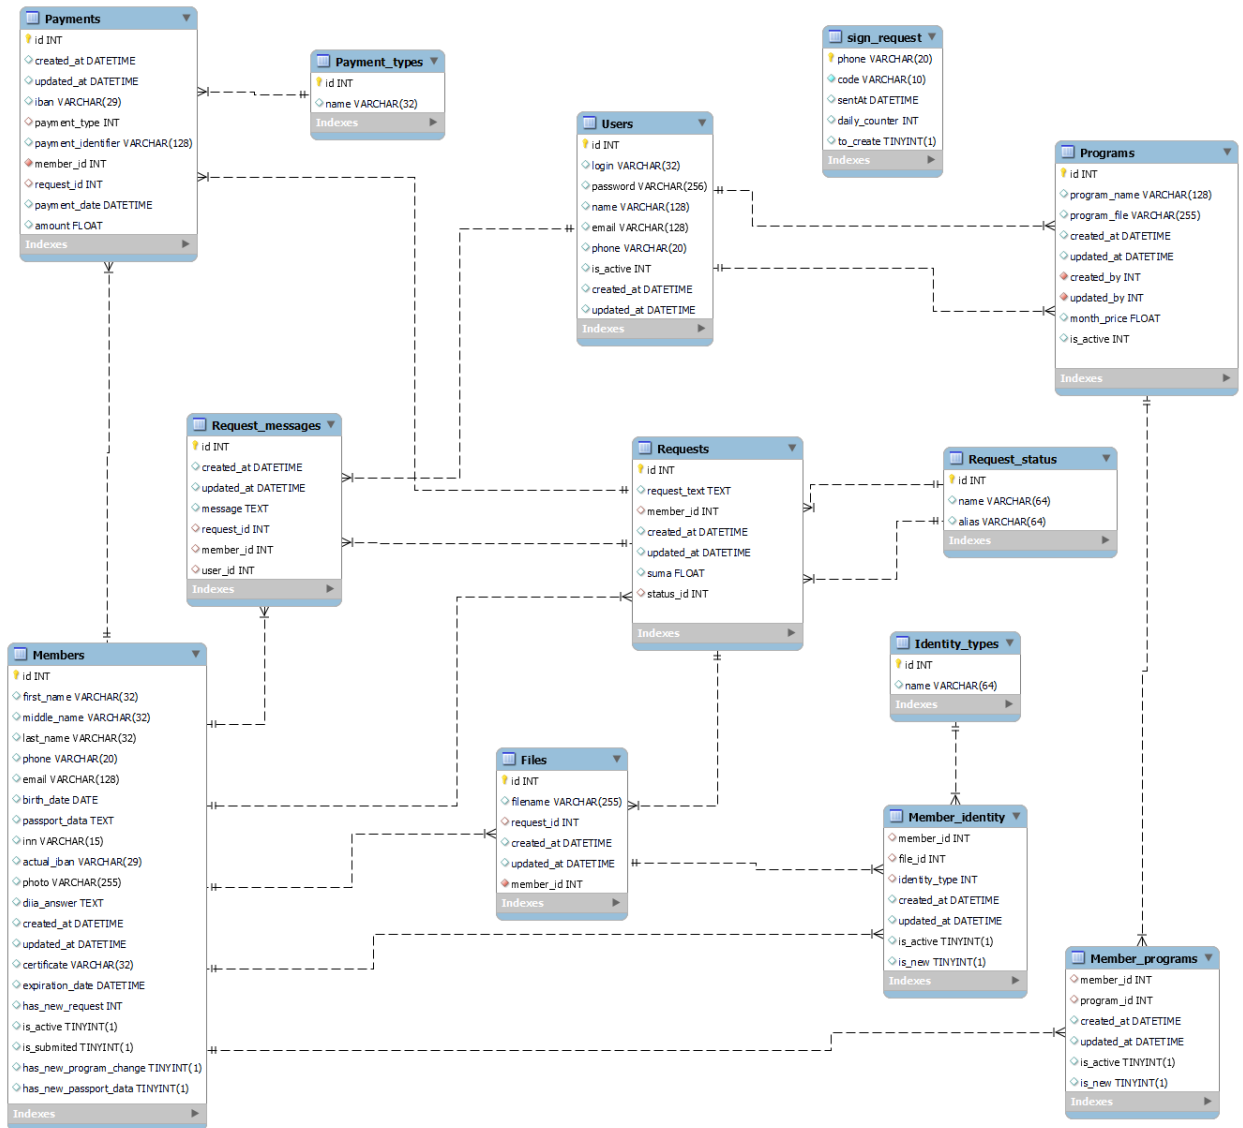 Payments
id INT
created_at DATETIME
updated_at DATETIME
iban VARCHAR(29)
payment_type INT
payment_identifier VARCHAR(128)
member_id INT
request_id INT
payment_date DATETIME
amount FLOAT
Indexes
Payment_types
id INT
name VARCHAR(32)
Indexes
Users
id INT
login VARCHAR(32)
password VARCHAR(256)
name VARCHAR(128)
email VARCHAR(128)
phone VARCHAR(20)
is_active INT
created_at DATETIME
updated_at DATETIME
Indexes
sign_request
phone VARCHAR(20)
code VARCHAR(10)
sentAt DATETIME
daily_counter INT
to_create TINYINT(1)
Indexes
Programs
id INT
program_name VARCHAR(128)
program_file VARCHAR(255)
created_at DATETIME
updated_at DATETIME
created_by INT
updated_by INT
month_price FLOAT
is_active INT
Indexes
Request_messages
id INT
created_at DATETIME
updated_at DATETIME
message TEXT
request_id INT
member_id INT
user_id INT
Indexes
Requests
id INT
request_text TEXT
member_id INT
created_at DATETIME
updated_at DATETIME
suma FLOAT
status_id INT
Indexes
Request_status
id INT
name VARCHAR(64)
alias VARCHAR(64)
Indexes
Members
id INT
first_name VARCHAR(32)
middle_name VARCHAR(32)
last_name VARCHAR(32)
phone VARCHAR(20)
email VARCHAR(128)
birth_date DATE
passport_data TEXT
inn VARCHAR(15)
actual_iban VARCHAR(29)
photo VARCHAR(255)
diia_answer TEXT
created_at DATETIME
updated_at DATETIME
certificate VARCHAR(32)
expiration_date DATETIME
has_new_request INT
is_active TINYINT(1)
is_submited TINYINT(1)
has_new_program_change TINYINT(1)
has_new_passport_data TINYINT(1)
Indexes
Files
id INT
filename VARCHAR(255)
request_id INT
created_at DATETIME
updated_at DATETIME
member_id INT
Indexes
Identity_types
id INT
name VARCHAR(64)
Indexes
Member_identity
member_id INT
file_id INT
identity_type INT
created_at DATETIME
updated_at DATETIME
is_active TINYINT(1)
is_new TINYINT(1)
Indexes
Member_programs
member_id INT
program_id INT
created_at DATETIME
updated_at DATETIME
is_active TINYINT(1)
is_new TINYINT(1)
Indexes